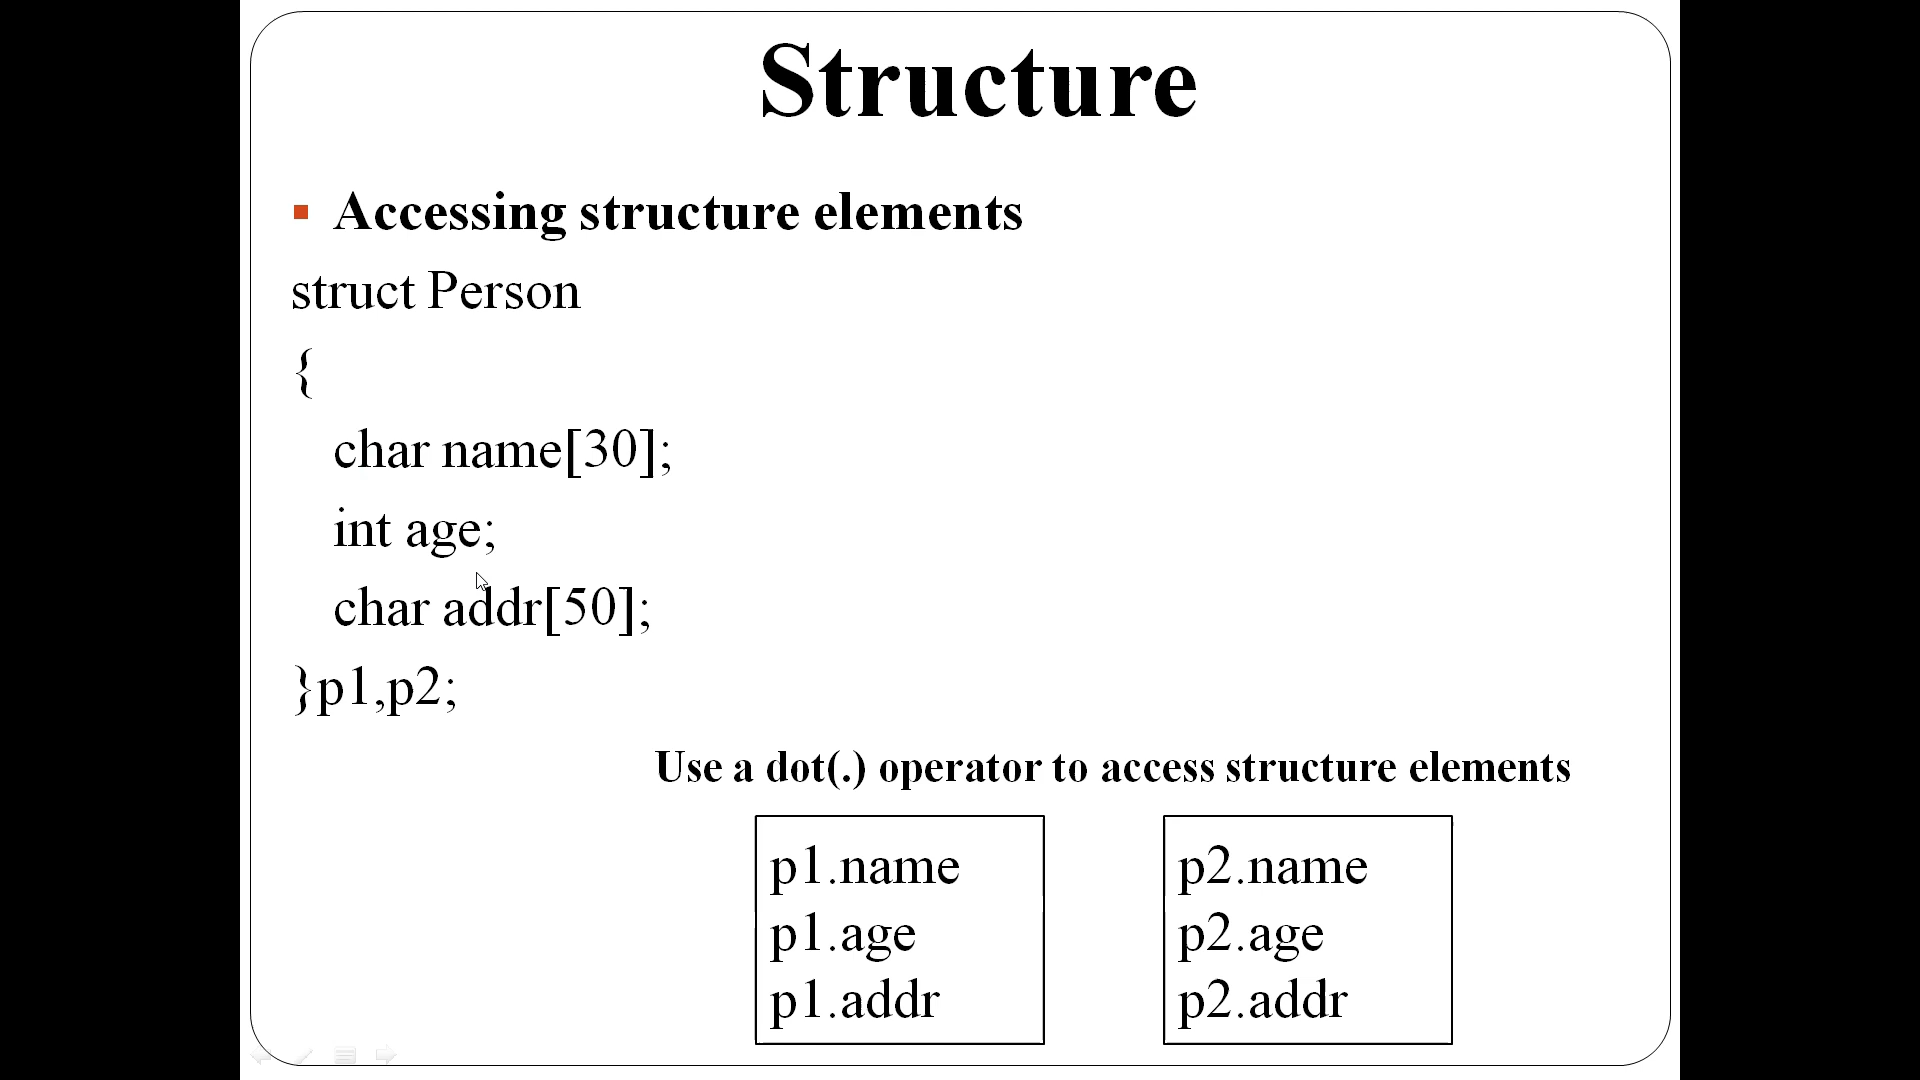 Structure
Accessing structure elements
struct Person
{
char name[30];
int age;
char addr[50];
}p1,p2;
Use a dot(.) operator to access structure elements
p1.name
p1.age
p1.addr
p2.name
p2.age
p2.addr